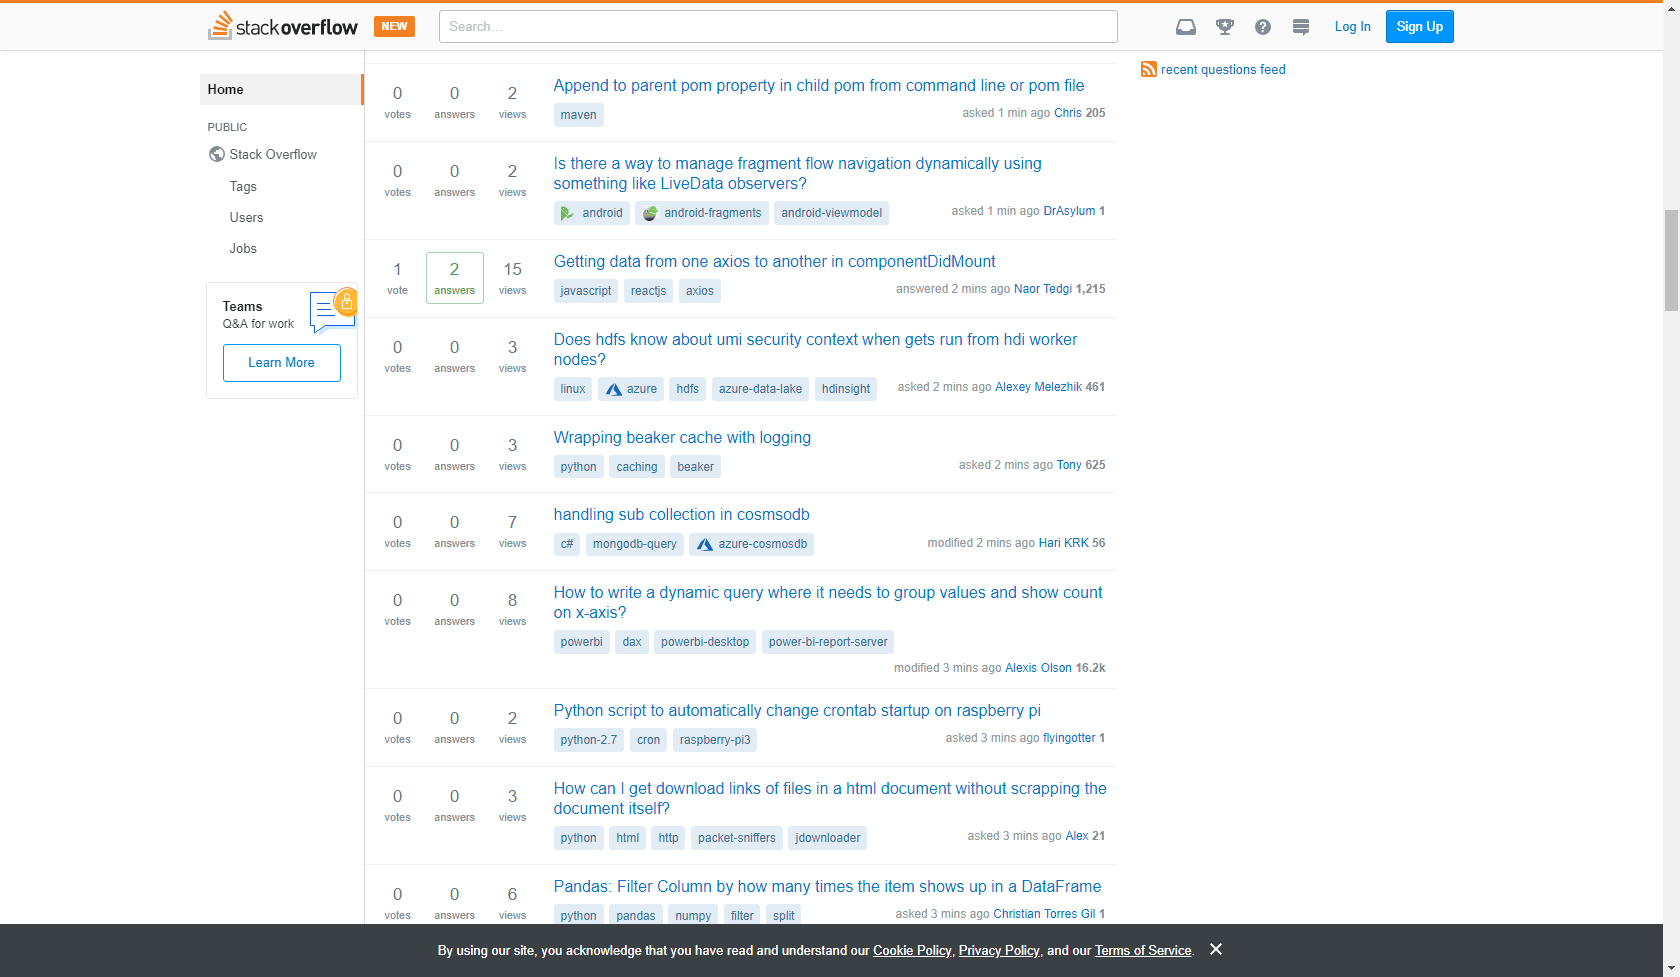 stackoverflow NEW Search... Log In Sign Up
Home
PUBLIC
Stack Overflow
Tags
Users
Jobs
Teams
Q&A for work
Learn More
0 votes 0 answers 2 views
Append to parent pom property in child pom from command line or pom file
maven
asked 1 min ago Chris 205
0 votes 0 answers 2 views
Is there a way to manage fragment flow navigation dynamically using
something like LiveData observers?
android android-fragments android-viewmodel
asked 1 min ago DrAsylum 1
1 vote 2 answers 15 views
Getting data from one axios to another in componentDidMount
javascript reactjs axios
answered 2 mins ago Naor Tedgi 1,215
0 votes 0 answers 3 views
Does hdfs know about umi security context when gets run from hdi worker
nodes?
linux azure hdfs azure-data-lake hdinsight
asked 2 mins ago Alexey Melezhik 461
0 votes 0 answers 3 views
Wrapping beaker cache with logging
python caching beaker
asked 2 mins ago Tony 625
0 votes 0 answers 7 views
handling sub collection in cosmsodb
c# mongodb-query azure-cosmosdb
modified 2 mins ago Hari KRK 56
0 votes 0 answers 8 views
How to write a dynamic query where it needs to group values and show count
on x-axis?
powerbi dax powerbi-desktop power-bi-report-server
modified 3 mins ago Alexis Olson 16.2k
0 votes 0 answers 2 views
Python script to automatically change crontab startup on raspberry pi
python-2.7 cron raspberry-pi3
asked 3 mins ago flyingotter 1
0 votes 0 answers 3 views
How can I get download links of files in a html document without scrapping the
document itself?
python html http packet-sniffers jdownloader
asked 3 mins ago Alex 21
0 votes 0 answers 6 views
Pandas: Filter Column by how many times the item shows up in a DataFrame
python pandas numpy filter split
asked 3 mins ago Christian Torres Gil 1
recent questions feed
By using our site, you acknowledge that you have read and understand our Cookie Policy, Privacy Policy, and our Terms of Service.